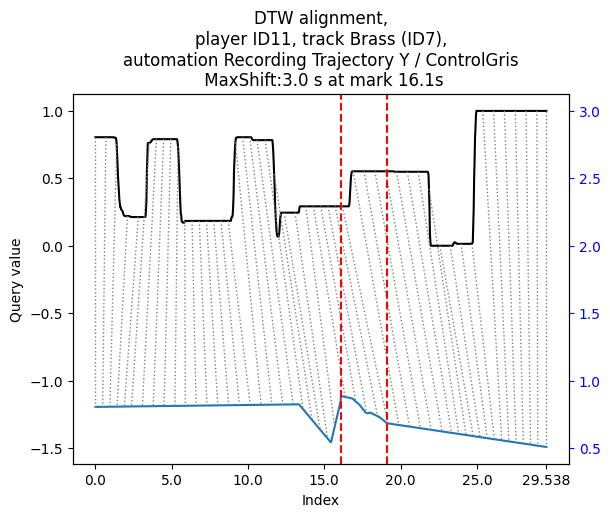 DTW alignment,
player ID11, track Brass (ID7),
automation Recording Trajectory Y / ControlGris
MaxShift:3.0 s at mark 16.1s
1.0
0.5
0.0
−0.5
−1.0
−1.5
Query value
3.0
2.5
2.0
1.5
1.0
0.5
0.0 5.0 10.0 15.0 20.0 25.0 29.538
Index